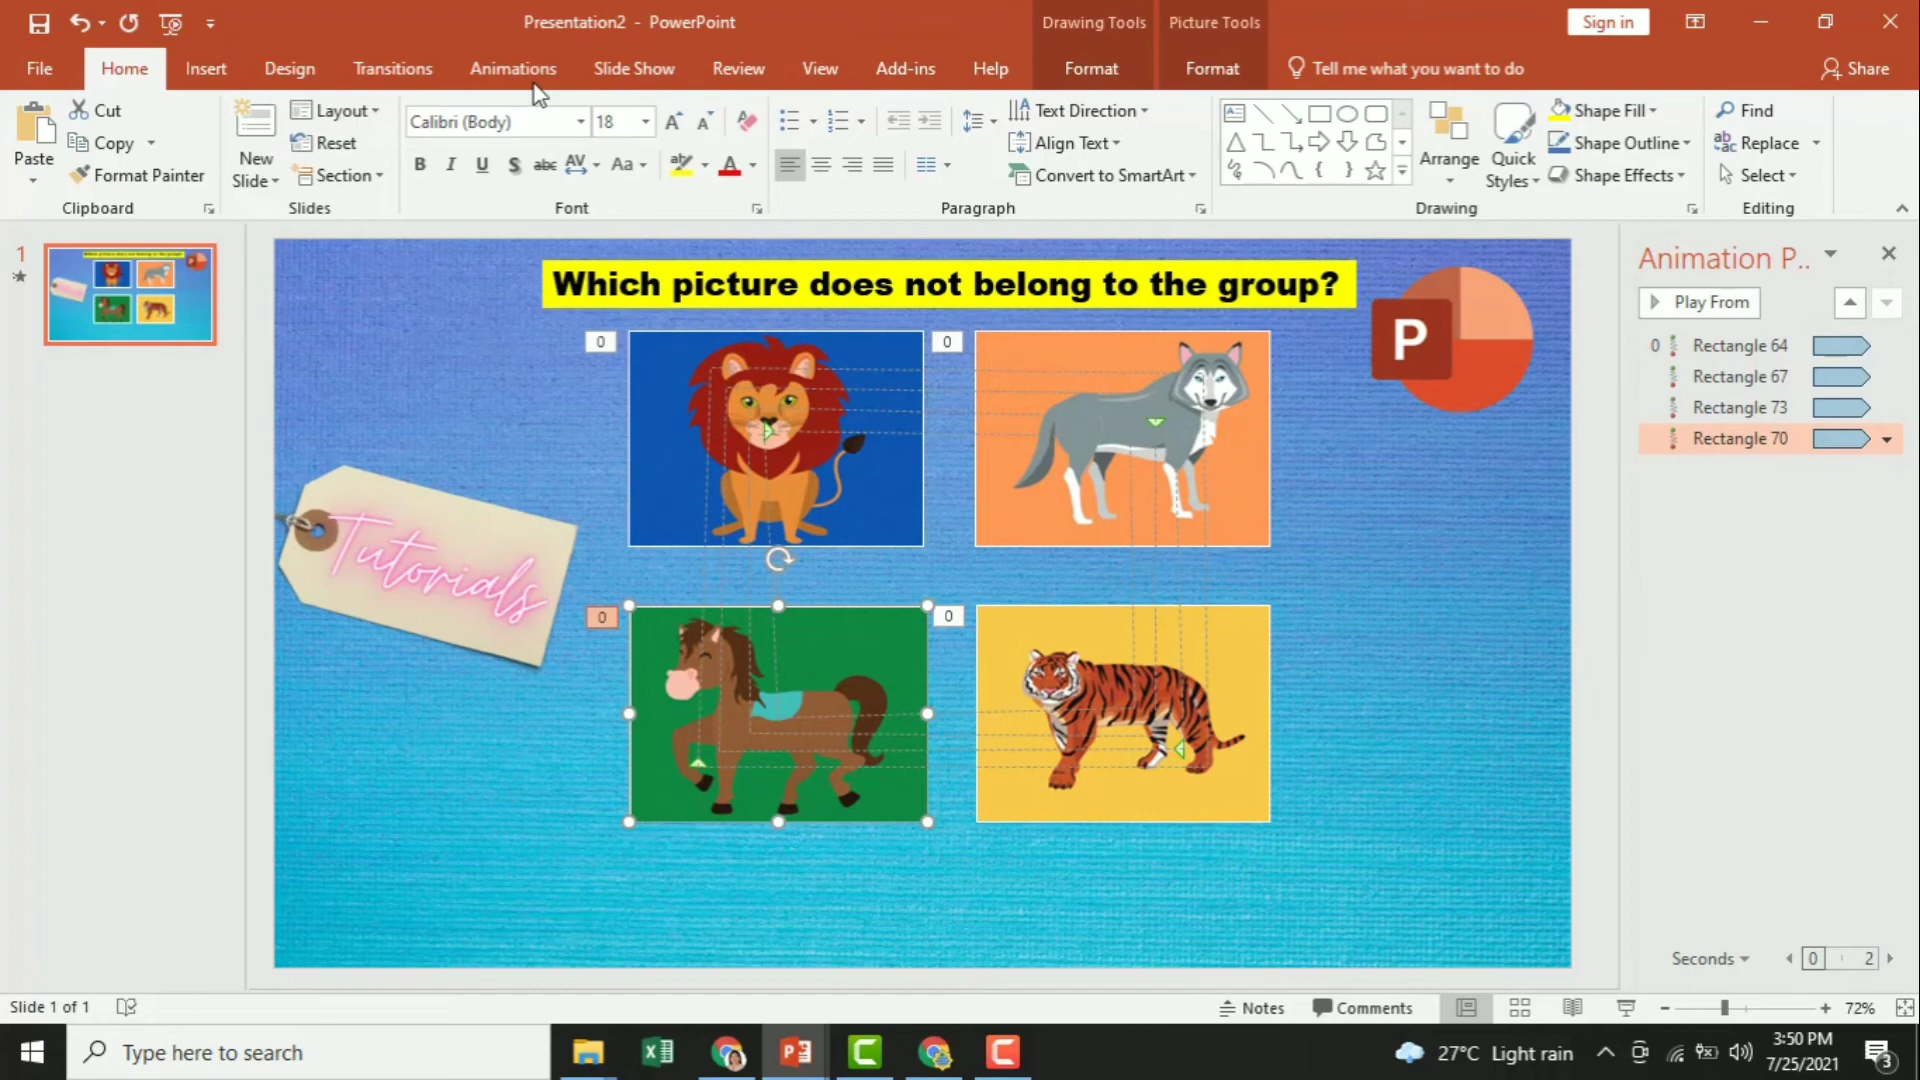 Presentation2 - PowerPoint
Drawing Tools
Picture Tools
Sign in
File
Home
Insert
Design
Transitions
Animations
Slide Show
Review
View
Add-ins
Help
Format
Format
Tell me what you want to do
Share
Paste
Cut
Copy
Format Painter
Clipboard
New
Slide
Layout
Reset
Section
Slides
Calibri (Body)
18
B I U S abc AV Aa A
Font
Text Direction
Align Text
Convert to SmartArt
Paragraph
Arrange
Quick
Styles
Shape Fill
Shape Outline
Shape Effects
Drawing
Find
Replace
Select
Editing
1
Which picture does not belong to the group?
P
0
0
Tutorials
0
0
Animation P..
Play From
0 Rectangle 64
Rectangle 67
Rectangle 73
Rectangle 70
Seconds
0
2
Slide 1 of 1
Notes
Comments
72%
Type here to search
27°C Light rain
3:50 PM
7/25/2021
3